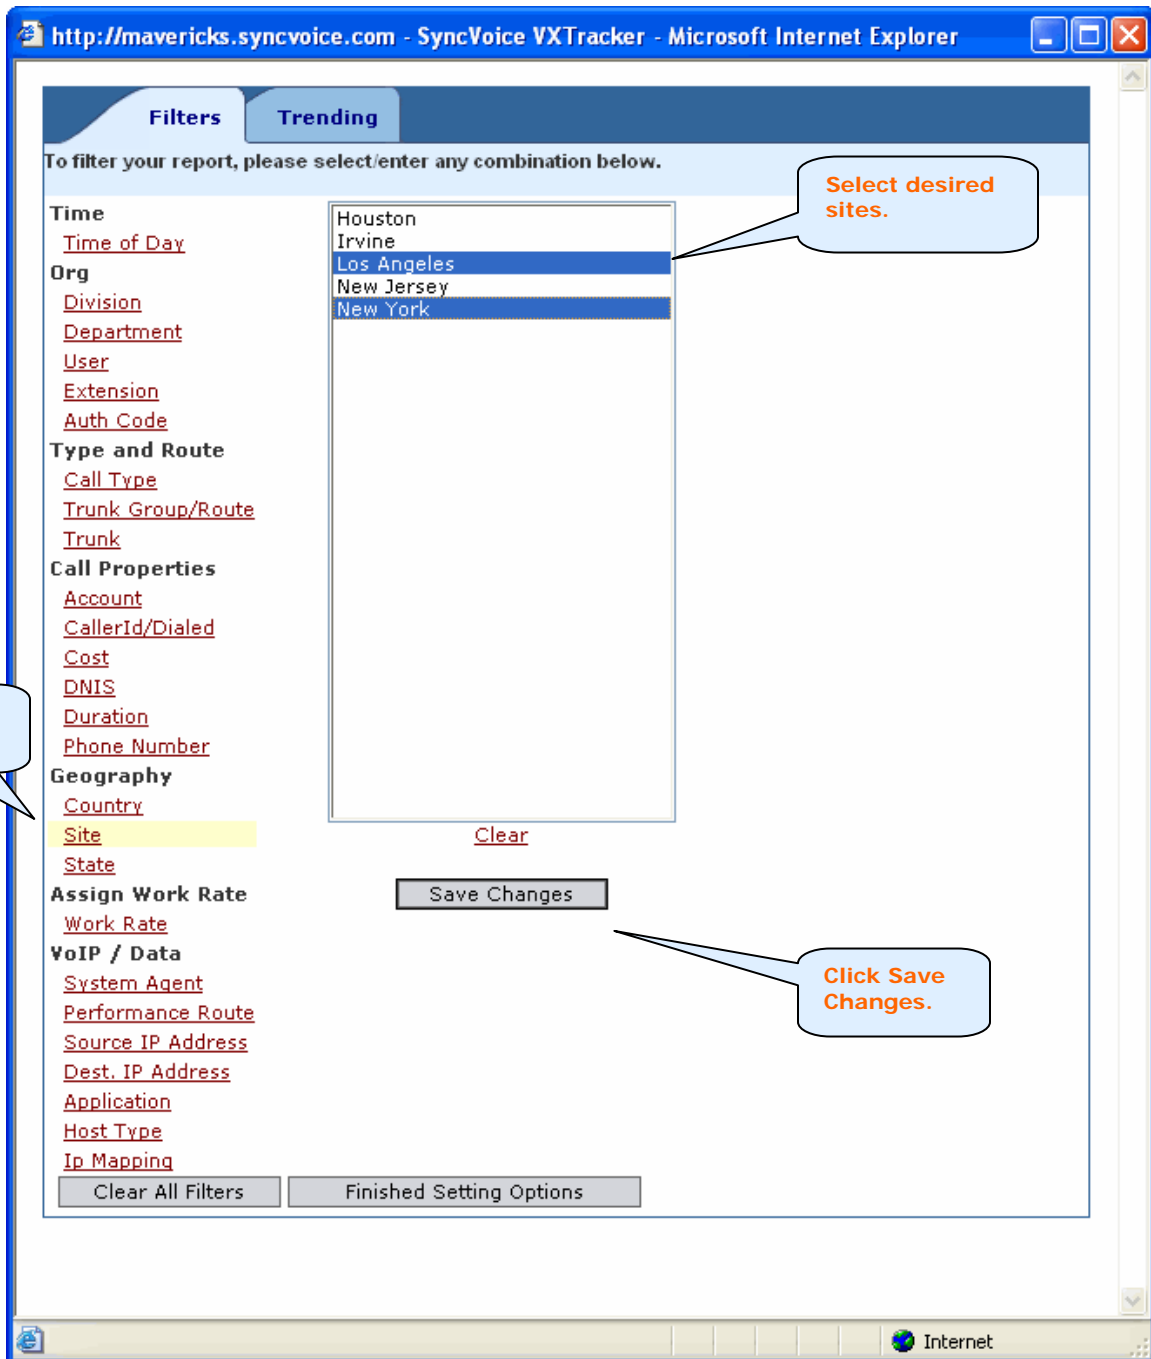 http://mavericks.syncvoice.com - SyncVoice VXTracker - Microsoft Internet Explorer
Filters
Trending
To filter your report, please select/enter any combination below.
Select desired
sites.
Time
Time of Day
Org
Division
Department
User
Extension
Auth Code
Type and Route
Call Type
Trunk Group/Route
Trunk
Call Properties
Account
CallerId/Dialed
Cost
DNIS
Duration
Phone Number
Geography
Country
Site
State
Assign Work Rate
Work Rate
VoIP / Data
System Agent
Performance Route
Source IP Address
Dest. IP Address
Application
Host Type
Ip Mapping
Houston
Irvine
Los Angeles
New Jersey
New York
Clear
Save Changes
Click Save
Changes.
Clear All Filters
Finished Setting Options
Internet